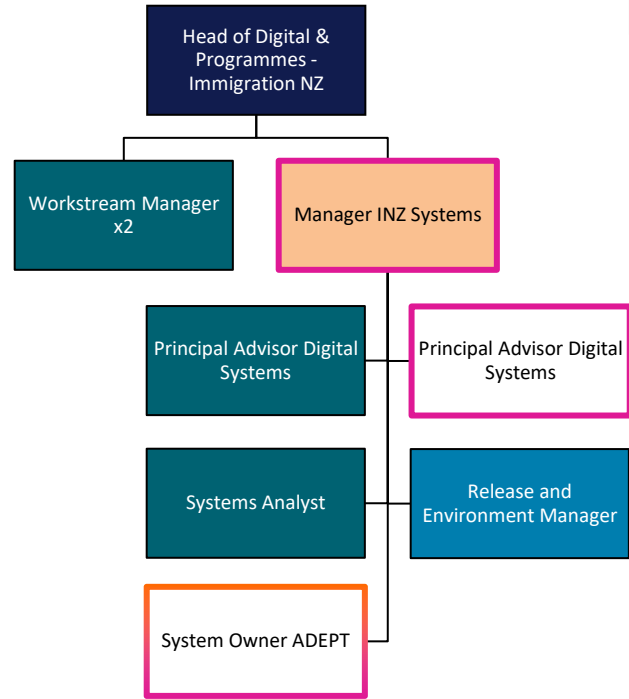 Head of Digital &
Programmes -
Immigration NZ
Workstream Manager
x2
Manager INZ Systems
Principal Advisor Digital
Systems
Principal Advisor Digital
Systems
Systems Analyst
Release and
Environment Manager
System Owner ADEPT